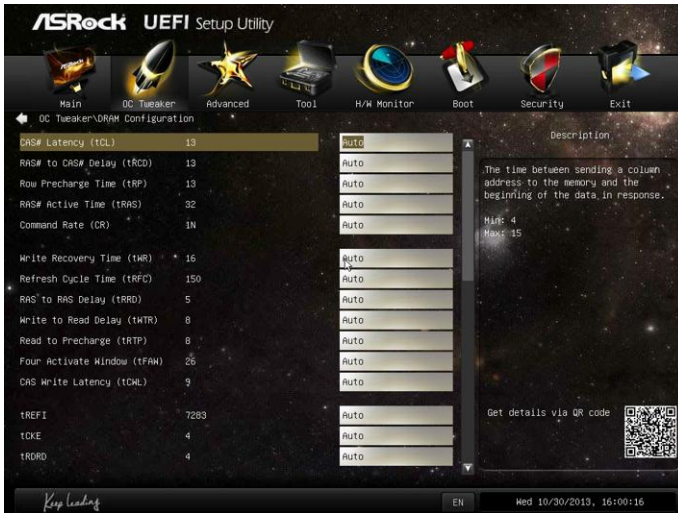 ASRock UEFI Setup Utility
Main OC Tweaker Advanced Tool H/W Monitor Boot Security Exit
OC Tweaker\DRAM Configuration
Description
CAS# Latency (tCL) 13 Auto
RAS# to CAS# Delay (tRCD) 13 Auto
Row Precharge Time (tRP) 13 Auto
RAS# Active Time (tRAS) 32 Auto
Command Rate (CR) 1N Auto
The time between sending a column
address to the memory and the
beginning of the data in response.
Min: 4
Max: 15
Write Recovery Time (tWR) 16 Auto
Refresh Cycle Time (tRFC) 150 Auto
RAS to RAS Delay (tRRD) 5 Auto
Write to Read Delay (tWTR) 8 Auto
Read to Precharge (tRTP) 8 Auto
Four Activate Window (tFAW) 26 Auto
CAS Write Latency (tCWL) 9 Auto
tREFI 7283 Auto
tCKE 4 Auto
tRDRD 4 Auto
Get details via QR code
Keep Leading
EN
Wed 10/30/2013, 16:00:16